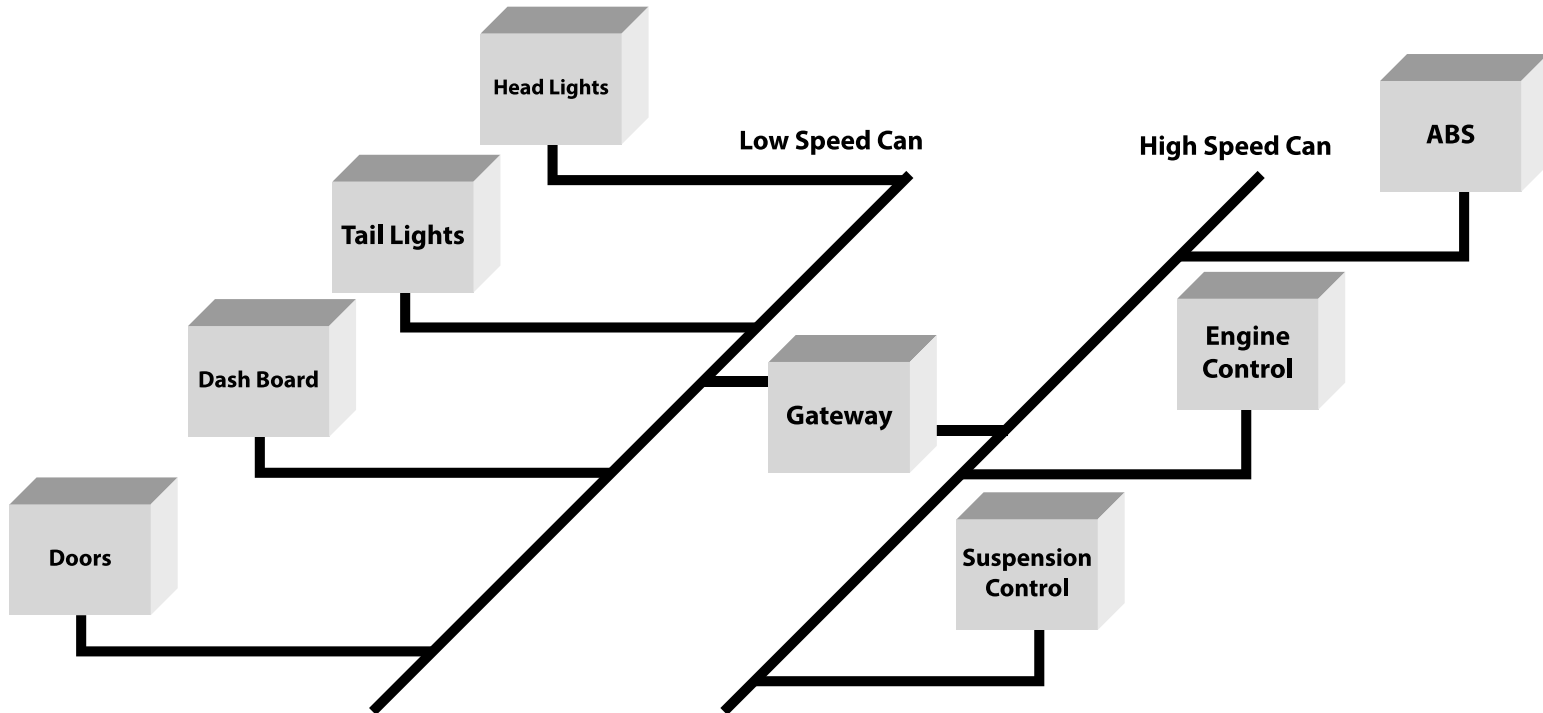 Head Lights
Low Speed Can
High Speed Can
ABS
Tail Lights
Engine
Control
Dash Board
Gateway
Doors
Suspension
Control